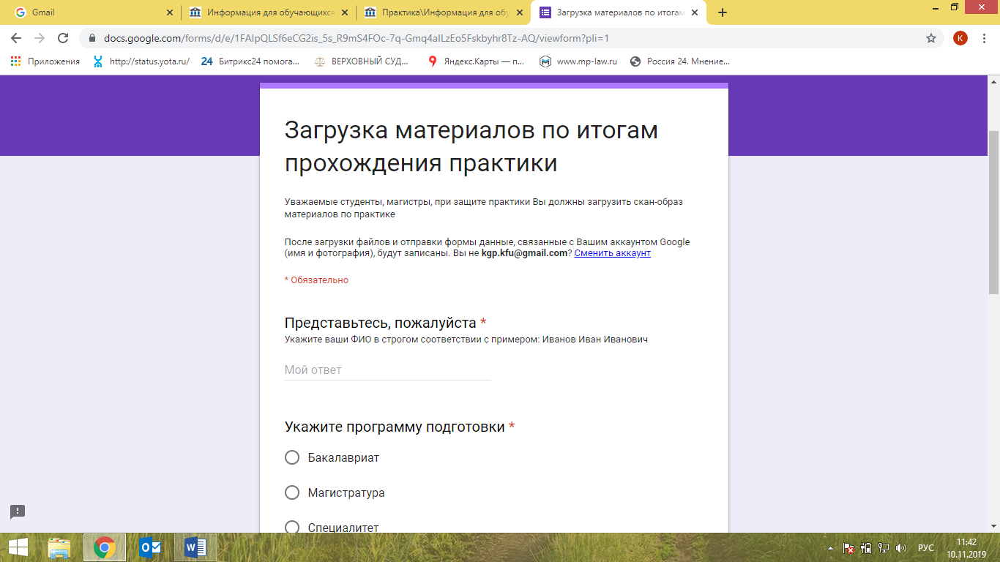 Gmail
Информация для обучающихся
Практика\Информация для обу
Загрузка материалов по итогам
docs.google.com/forms/d/e/1FAIpQLSf6eCG2is_5s_R9mS4FOc-7q-Gmq4alLzEo5Fskbyhr8Tz-AQ/viewform?pli=1
K
Приложения
http://status.yota.ru/
24 Битрикс24 помога...
ВЕРХОВНЫЙ СУД...
Яндекс.Карты — п...
www.mp-law.ru
Россия 24. Мнение...
Загрузка материалов по итогам
прохождения практики
Уважаемые студенты, магистры, при защите практики Вы должны загрузить скан-образ
материалов по практике
После загрузки файлов и отправки формы данные, связанные с Вашим аккаунтом Google
(имя и фотография), будут записаны. Вы не kgp.kfu@gmail.com? Сменить аккаунт
* Обязательно
Представьтесь, пожалуйста *
Укажите ваши ФИО в строгом соответствии с примером: Иванов Иван Иванович
Мой ответ
Укажите программу подготовки *
Бакалавриат
Магистратура
Специалитет
РУС
11:42
10.11.2019